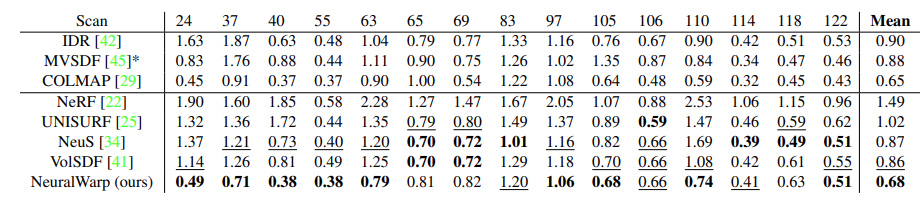 Scan 24 37 40 55 63 65 69 83 97 105 106 110 114 118 122 Mean
IDR [42] 1.63 1.87 0.63 0.48 1.04 0.79 0.77 1.33 1.16 0.76 0.67 0.90 0.42 0.51 0.53 0.90
MVSDF [45]* 0.83 1.76 0.88 0.44 1.11 0.90 0.75 1.26 1.02 1.35 0.87 0.84 0.34 0.47 0.46 0.88
COLMAP [29] 0.45 0.91 0.37 0.37 0.90 1.00 0.54 1.22 1.08 0.64 0.48 0.59 0.32 0.45 0.43 0.65
NeRF [22] 1.90 1.60 1.85 0.58 2.28 1.27 1.47 1.67 2.05 1.07 0.88 2.53 1.06 1.15 0.96 1.49
UNISURF [25] 1.32 1.36 1.72 0.44 1.35 0.79 0.80 1.49 1.37 0.89 0.59 1.47 0.46 0.59 0.62 1.02
NeuS [34] 1.37 1.21 0.73 0.40 1.20 0.70 0.72 1.01 1.16 0.82 0.66 1.69 0.39 0.49 0.51 0.87
VolSDF [41] 1.14 1.26 0.81 0.49 1.25 0.70 0.72 1.29 1.18 0.70 0.66 1.08 0.42 0.61 0.55 0.86
NeuralWarp (ours) 0.49 0.71 0.38 0.38 0.79 0.81 0.82 1.20 1.06 0.68 0.66 0.74 0.41 0.63 0.51 0.68